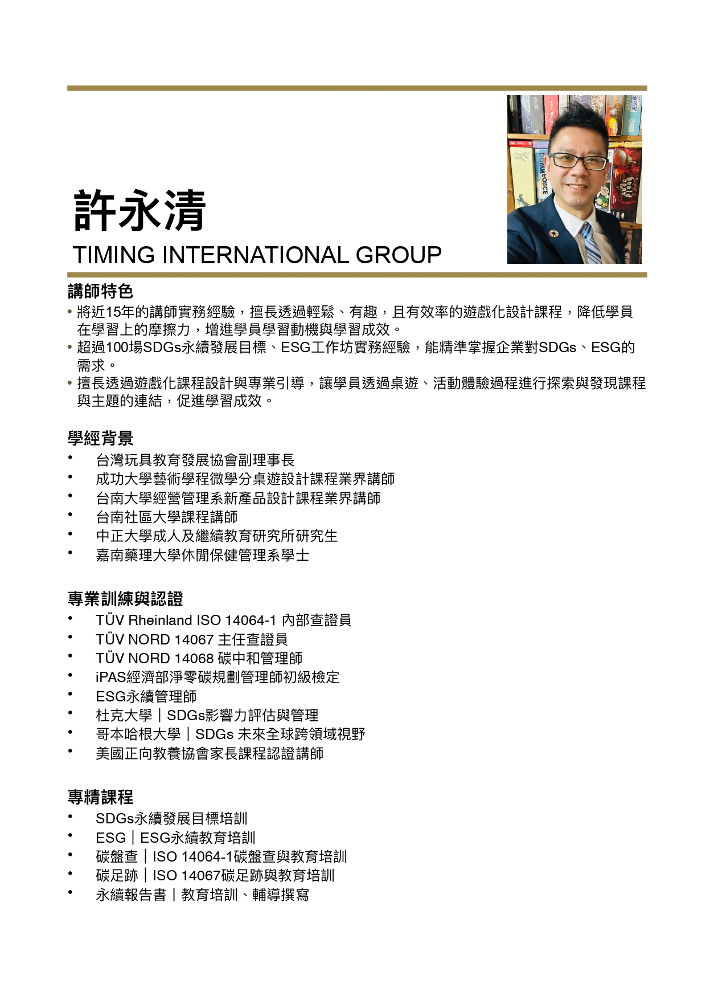 許永清
TIMING INTERNATIONAL GROUP
講師特色
• 將近15年的講師實務經驗，擅長透過輕鬆、有趣，且有效率的遊戲化設計課程，降低學員
在學習上的摩擦力，增進學員學習動機與學習成效。
• 超過100場SDGs永續發展目標、ESG工作坊實務經驗，能精準掌握企業對SDGs、ESG的
需求。
• 擅長透過遊戲化課程設計與專業引導，讓學員透過桌遊、活動體驗過程進行探索與發現課程
與主題的連結，促進學習成效。
學經背景
• 台灣玩具教育發展協會副理事長
• 成功大學藝術學程微學分桌遊設計課程業界講師
• 台南大學經營管理系新產品設計課程業界講師
• 台南社區大學課程講師
• 中正大學成人及繼續教育研究所研究生
• 嘉南藥理大學休閒保健管理系學士
專業訓練與認證
• TÜV Rheinland ISO 14064-1 內部查證員
• TÜV NORD 14067 主任查證員
• TÜV NORD 14068 碳中和管理師
• iPAS經濟部淨零碳規劃管理師初級檢定
• ESG永續管理師
• 杜克大學｜SDGs影響力評估與管理
• 哥本哈根大學｜SDGs 未來全球跨領域視野
• 美國正向教養協會家長課程認證講師
專精課程
• SDGs永續發展目標培訓
• ESG｜ESG永續教育培訓
• 碳盤查｜ISO 14064-1碳盤查與教育培訓
• 碳足跡｜ISO 14067碳足跡與教育培訓
• 永續報告書｜教育培訓、輔導撰寫